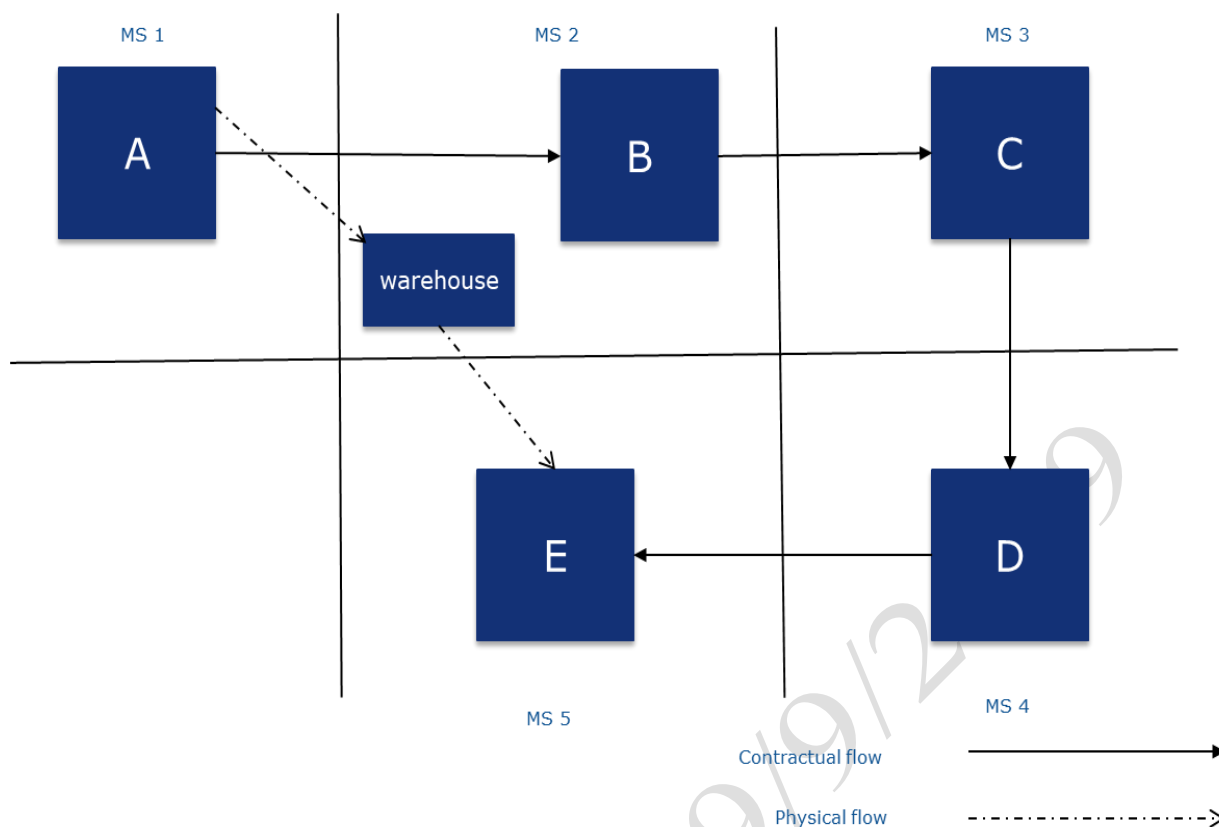 MS 1
MS 2
MS 3
A
B
C
warehouse
E
D
MS 5
MS 4
Contractual flow
Physical flow